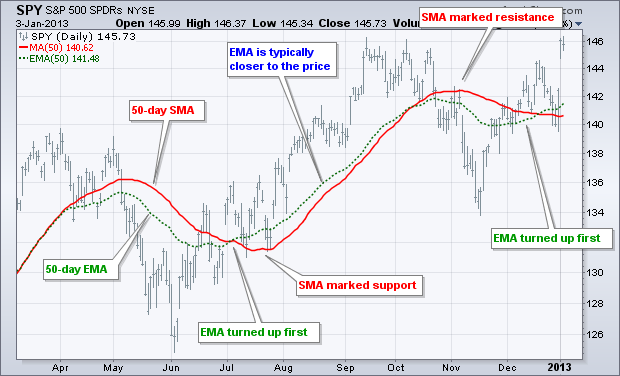 SPY S&P 500 SPDRs NYSE
3-Jan-2013 Open 145.99 High 146.37 Low 145.34 Close 145.73
SPY (Daily) 145.73
MA(50) 140.62
EMA(50) 141.48
SMA marked resistance
EMA is typically
closer to the price
50-day SMA
50-day EMA
EMA turned up first
SMA marked support
EMA turned up first
146
144
142
140
138
136
134
130
128
126
Apr May Jun Jul Aug Sep Oct Nov Dec 2013